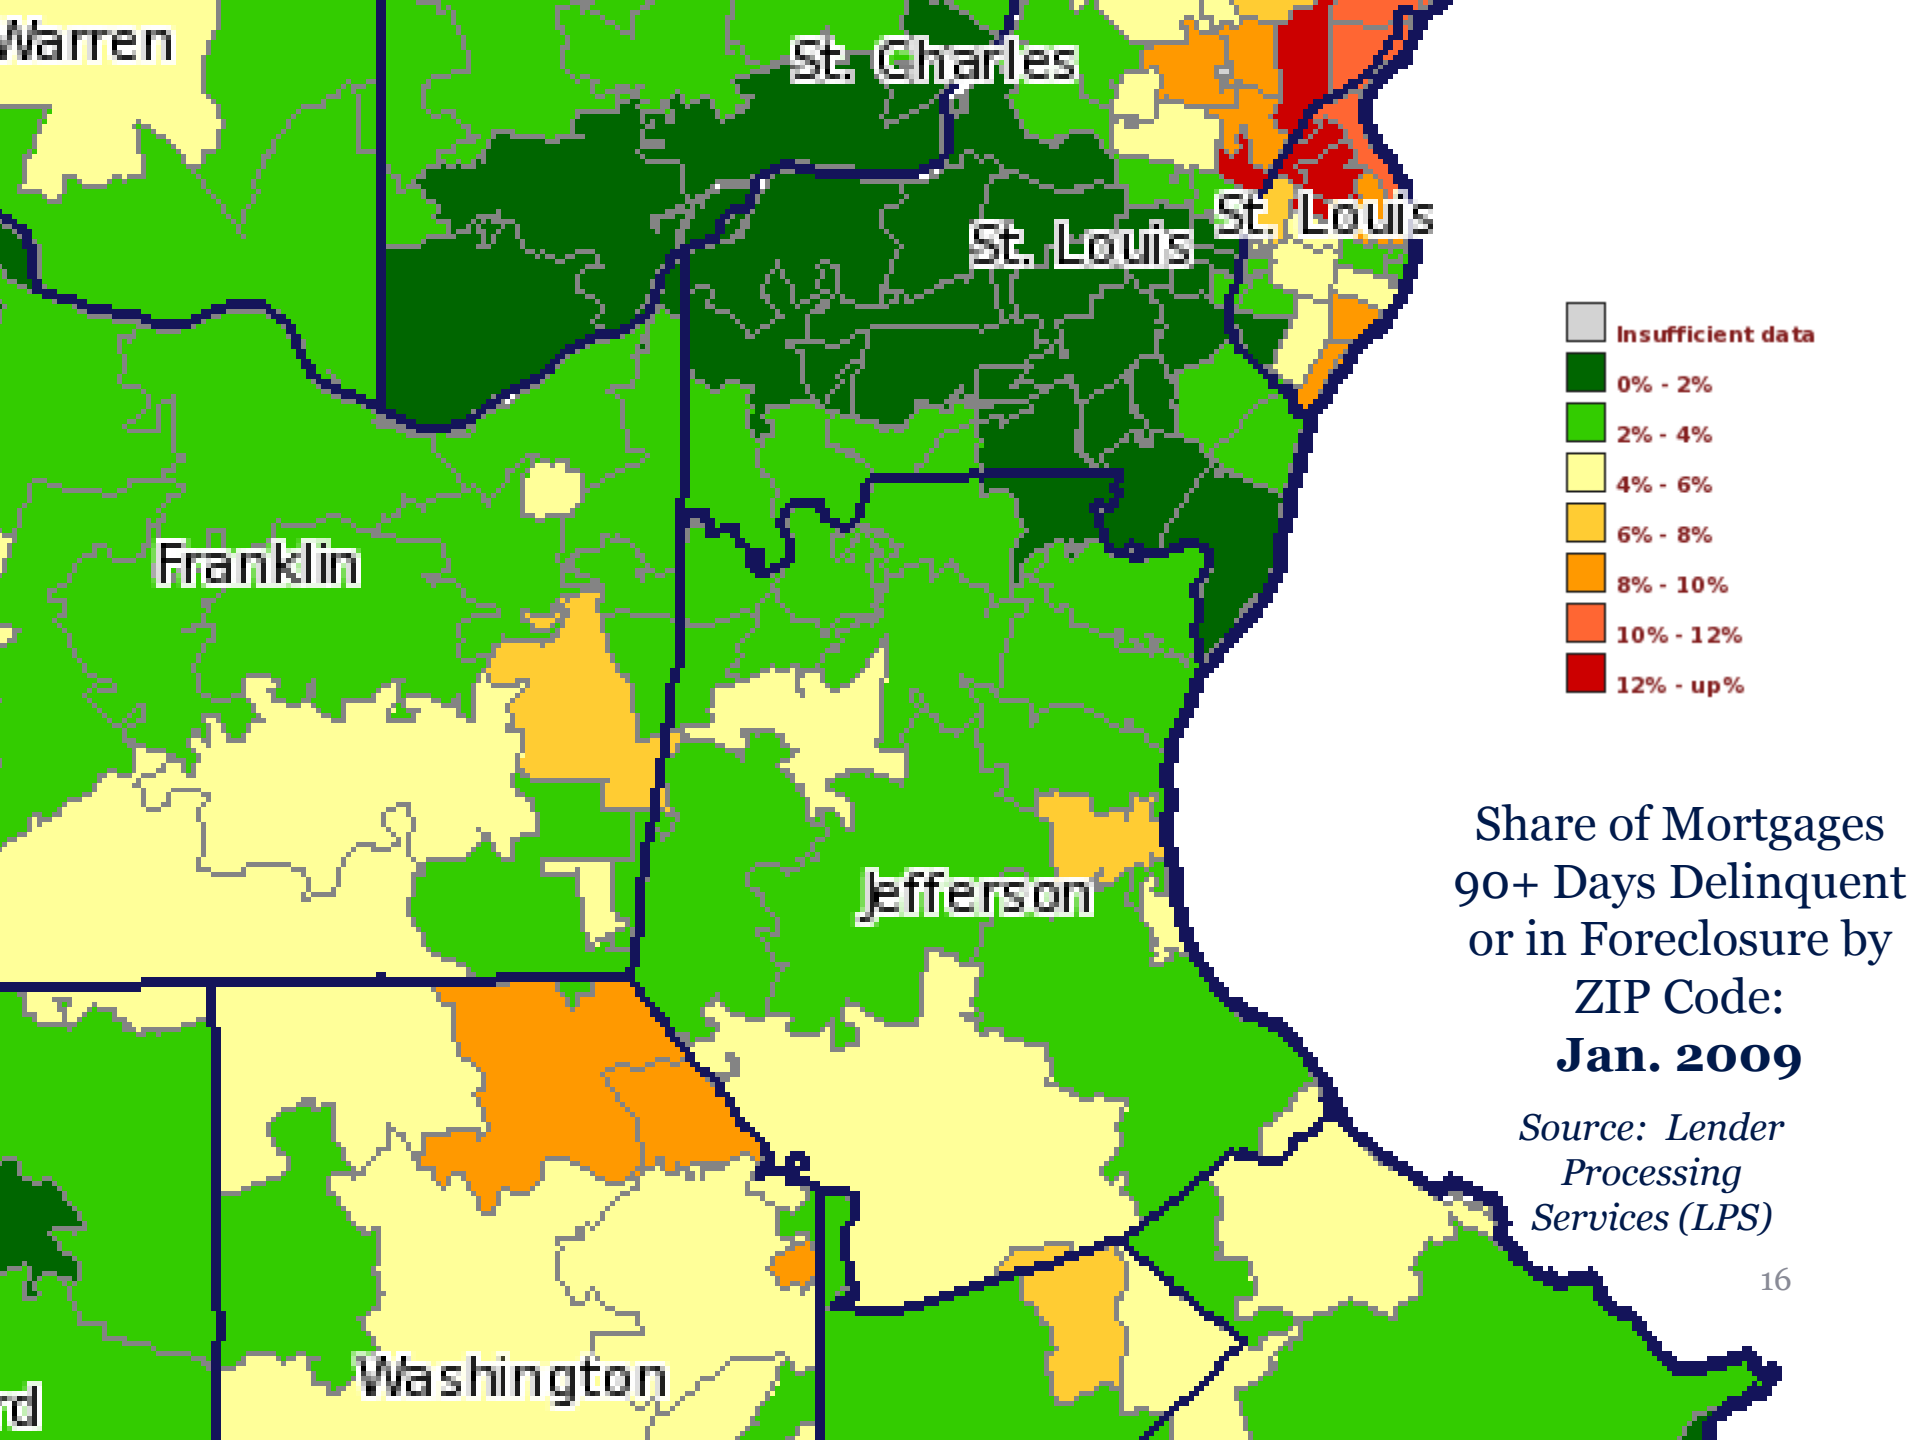 Warren
St. Charles
St. Louis
St. Louis
Insufficient data
0% - 2%
2% - 4%
4% - 6%
6% - 8%
8% - 10%
10% - 12%
12% - up%
Franklin
Jefferson
Washington
rd
Share of Mortgages
90+ Days Delinquent
or in Foreclosure by
ZIP Code:
Jan. 2009
Source:  Lender
Processing
Services (LPS)
16